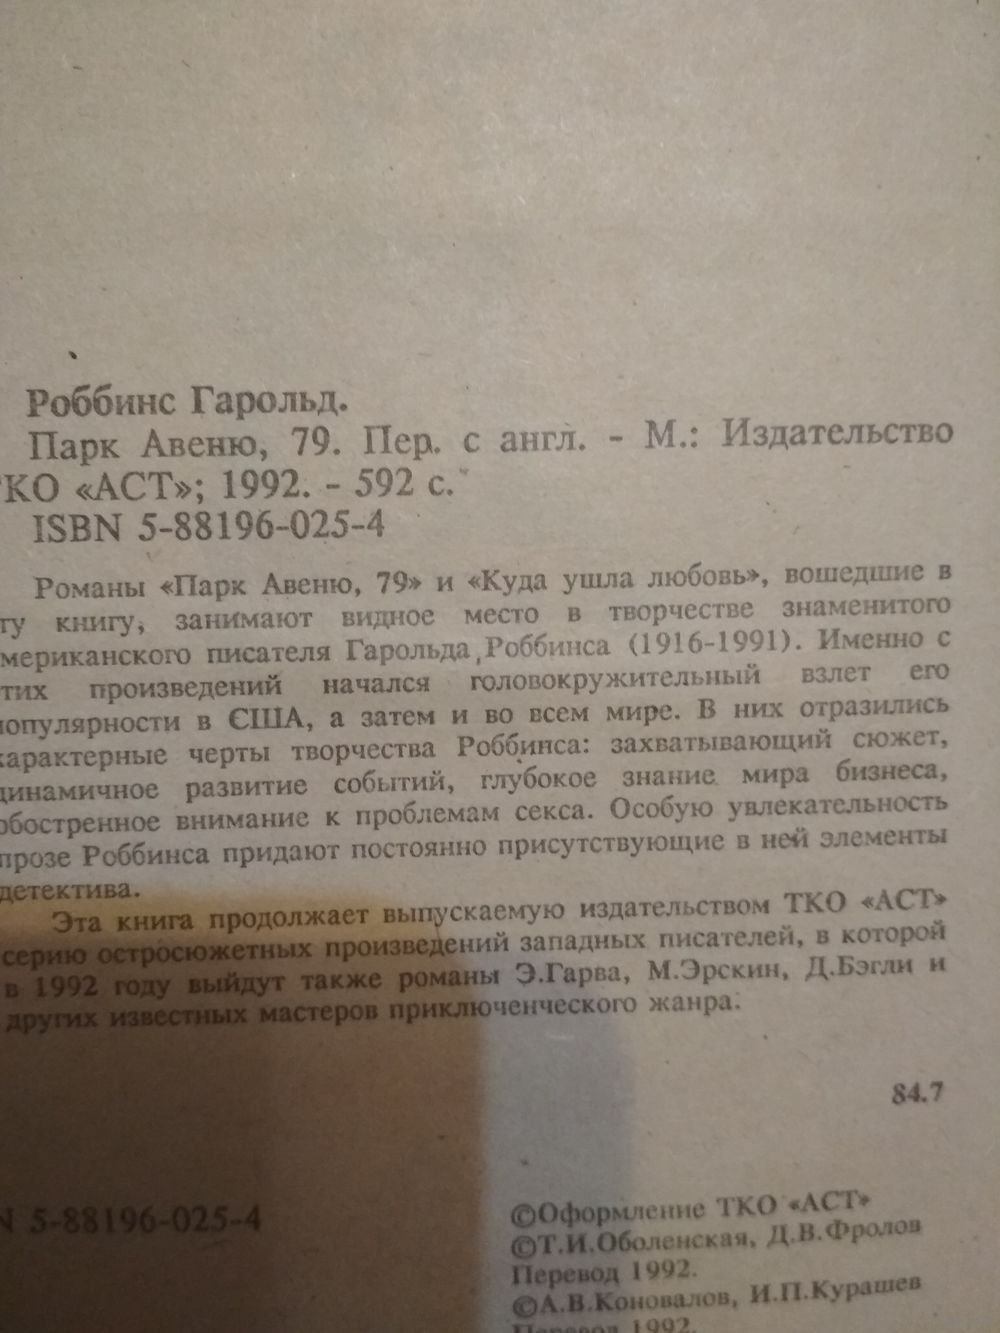 Роббинс Гарольд.
Парк Авеню, 79. Пер. с англ. - М.: Издательство
ТКО «АСТ»; 1992. - 592 с.
ISBN 5-88196-025-4
Романы «Парк Авеню, 79» и «Куда ушла любовь», вошедшие в
ту книгу, занимают видное место в творчестве знаменитого
мериканского писателя Гарольда Роббинса (1916-1991). Именно с
тих произведений начался головокружительный взлет его
популярности в США, а затем и во всем мире. В них отразились
характерные черты творчества Роббинса: захватывающий сюжет,
динамичное развитие событий, глубокое знание мира бизнеса,
обостренное внимание к проблемам секса. Особую увлекательность
прозе Роббинса придают постоянно присутствующие в ней элементы
детектива.
Эта книга продолжает выпускаемую издательством ТКО «АСТ»
серию остросюжетных произведений западных писателей, в которой
в 1992 году выйдут также романы Э.Гарва, М.Эрскин, Д.Бэгли и
других известных мастеров приключенческого жанра.
84.7
N 5-88196-025-4
©Оформление ТКО «АСТ»
©Т.И.Оболенская, Д.В.Фролов
Перевод 1992.
©А.В.Коновалов, И.П.Курашев
Перевод 1992.